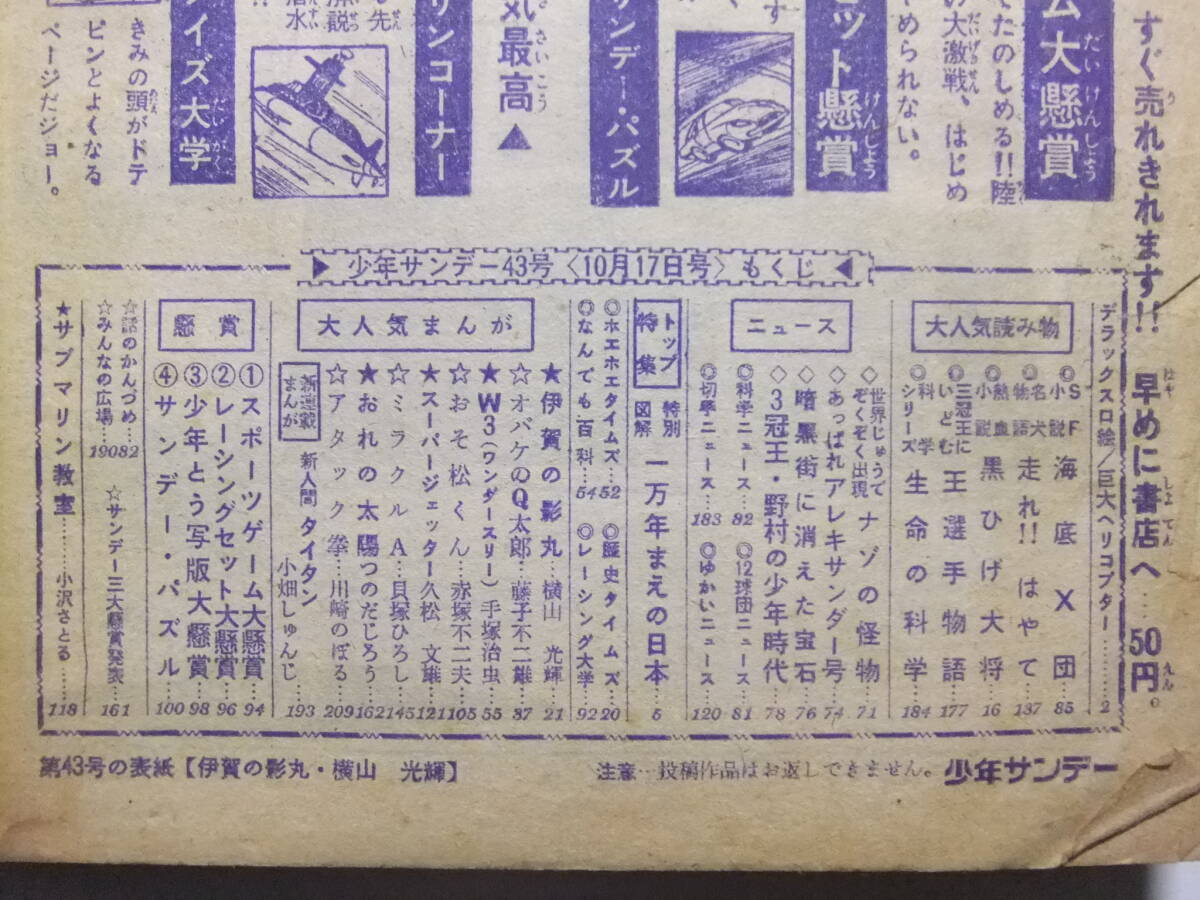 すぐ売れきれます!! 早めに書店へ‥‥50円。
ム大懸賞
たのしめる!!陸
の大激戦、はじめ
められない。
ット懸賞
サンデー・パズル
気最高▲
リンコーナー
イズ大学
きみの頭がドテ
ピンとよくなる
ページだジョー。
▶少年サンデー43号〈10月17日号〉もくじ◀
デラックス口絵/巨大ヘリコプター……2
大人気読み物
◎SF小説 海底X団…85
◎名犬物語 走れ!! はやて…137
◎熱血小説 黒ひげ大将…16
◎三冠王にいどむ 王選手物語…177
◎科学シリーズ 生命の科学…184
ニュース
◇世界じゅうでぞくぞく出現 ナゾの怪物…71
◇あっぱれアレキサンダー号…74
◇暗黒街に消えた宝石…76
◇3冠王・野村の少年時代…78
◎科学ニュース…82 ◎12球団ニュース…81
◎切手ニュース…183 ◎ゆかいニュース…120
トップ特集
特別図解 一万年まえの日本…5
◎ホエホエタイムズ…52 ◎歴史タイムズ…20
◎なんでも百科…54 ◎レーシング大学…92
大人気まんが
★伊賀の影丸…横山 光輝…21
☆オバケのQ太郎…藤子不二雄…87
★W3(ワンダースリー)手塚治虫…55
☆おそ松くん…赤塚不二夫…105
★スーパージェッター久松 文雄…121
☆ミラクルA…貝塚ひろし…145
★おれの太陽つのだじろう…162
☆アタック拳…川崎のぼる…209
新連載まんが 新人間 タイタン 小畑しゅんじ…193
懸賞
①スポーツゲーム大懸賞…94
②レーシングセット大懸賞…96
③少年とう写版大懸賞…98
④サンデー・パズル…100
☆話のかんづめ…82
☆みんなの広場…190
☆サンデー三大懸賞発表…161
★サブマリン教室………小沢さとる…118
第43号の表紙【伊賀の影丸・横山 光輝】
注意…投稿作品はお返しできません。
少年サンデー